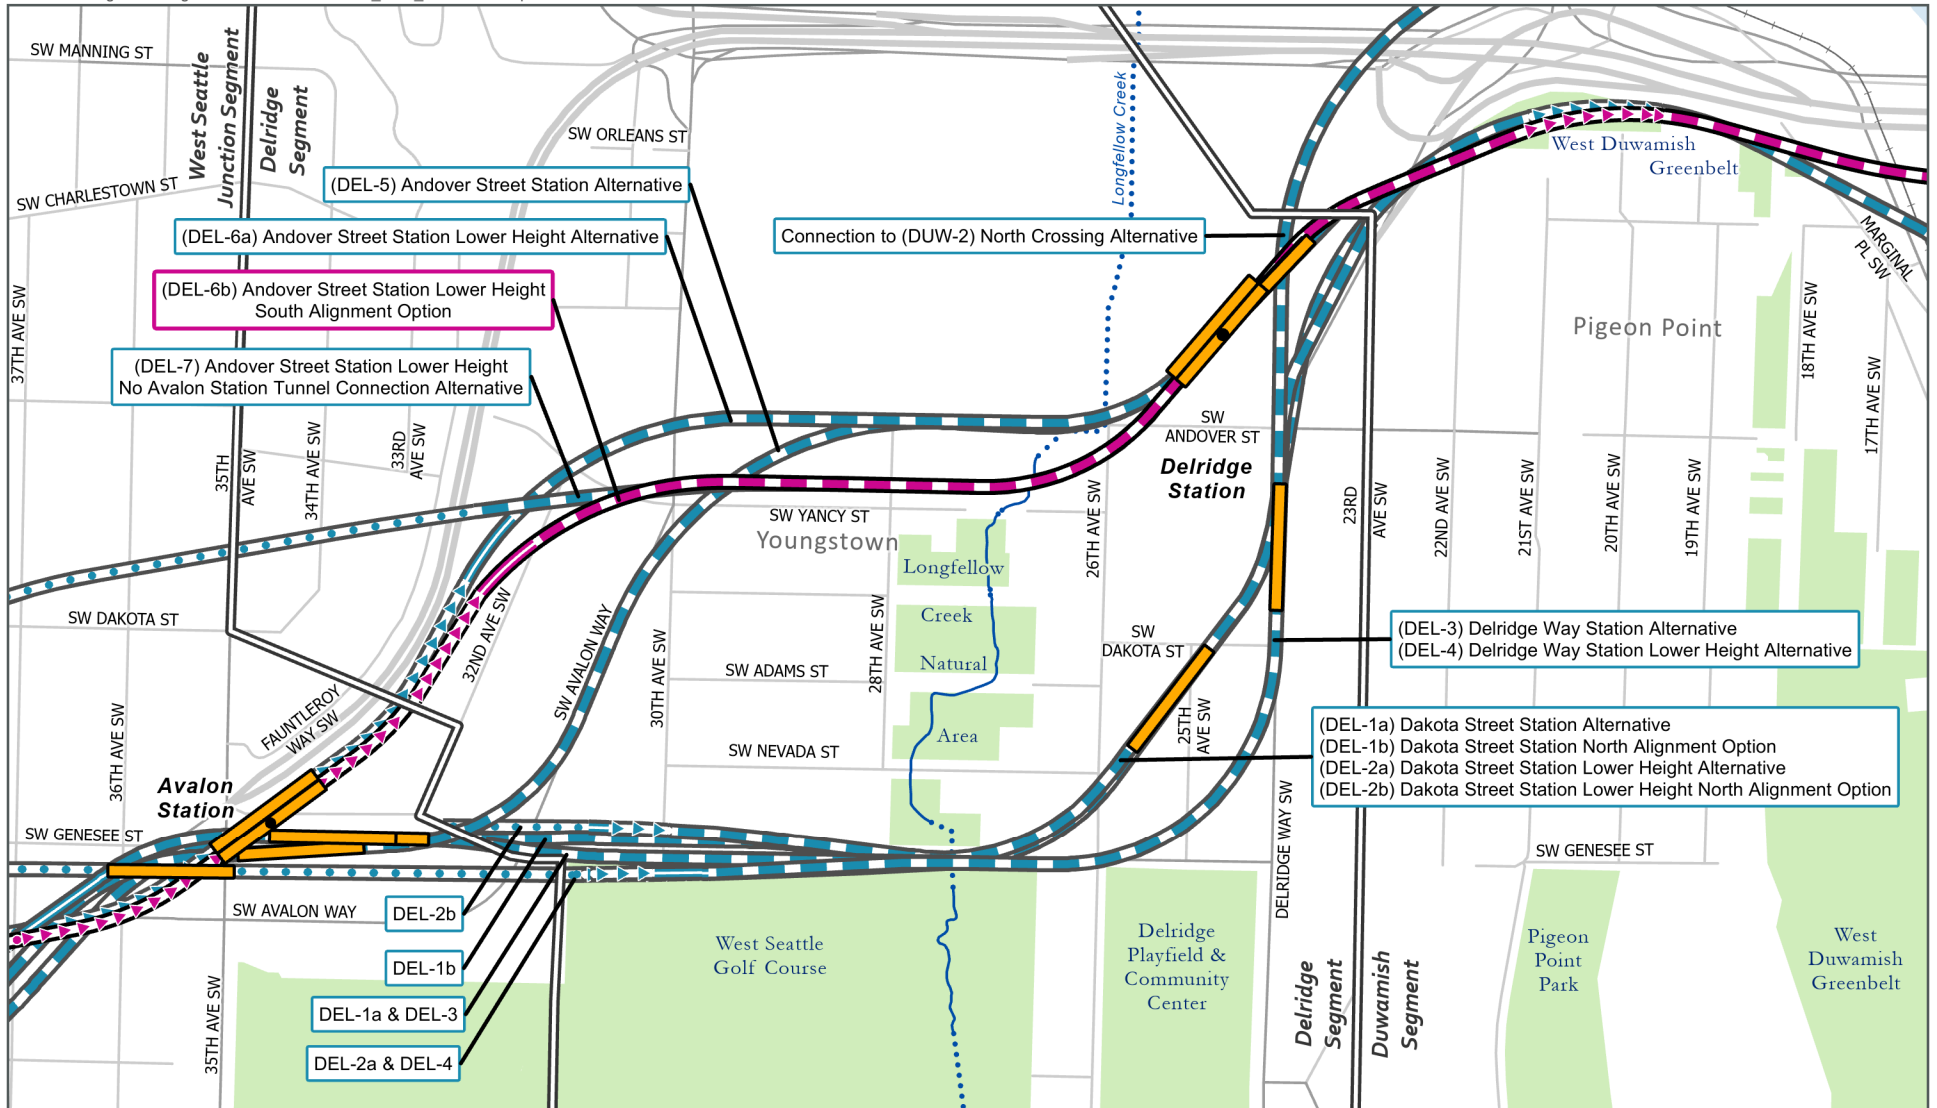 SW MANNING ST
West Seattle
Junction Segment
Delridge
Segment
SW ORLEANS ST
Longfellow Creek
SW CHARLESTOWN ST
(DEL-5) Andover Street Station Alternative
(DEL-6a) Andover Street Station Lower Height Alternative
(DEL-6b) Andover Street Station Lower Height
South Alignment Option
(DEL-7) Andover Street Station Lower Height
No Avalon Station Tunnel Connection Alternative
Connection to (DUW-2) North Crossing Alternative
West Duwamish
Greenbelt
MARGINAL
PL SW
Pigeon Point
37TH AVE SW
35TH
AVE SW
34TH AVE SW
33RD
AVE SW
SW
ANDOVER ST
Delridge
Station
26TH AVE SW
23RD
AVE SW
22ND AVE SW
21ST AVE SW
20TH AVE SW
19TH AVE SW
18TH AVE SW
17TH AVE SW
SW YANCY ST
Youngstown
Longfellow
Creek
Natural
Area
SW DAKOTA ST
32ND AVE SW
SW AVALON WAY
30TH AVE SW
28TH AVE SW
SW ADAMS ST
SW NEVADA ST
SW
DAKOTA ST
25TH
AVE SW
(DEL-3) Delridge Way Station Alternative
(DEL-4) Delridge Way Station Lower Height Alternative
(DEL-1a) Dakota Street Station Alternative
(DEL-1b) Dakota Street Station North Alignment Option
(DEL-2a) Dakota Street Station Lower Height Alternative
(DEL-2b) Dakota Street Station Lower Height North Alignment Option
FAUNTLEROY
WAY SW
36TH AVE SW
Avalon
Station
SW GENESEE ST
SW GENESEE ST
DELRIDGE WAY SW
SW AVALON WAY
DEL-2b
DEL-1b
DEL-1a & DEL-3
DEL-2a & DEL-4
35TH AVE SW
West Seattle
Golf Course
Delridge
Playfield &
Community
Center
Delridge
Segment
Duwamish
Segment
Pigeon
Point
Park
West
Duwamish
Greenbelt